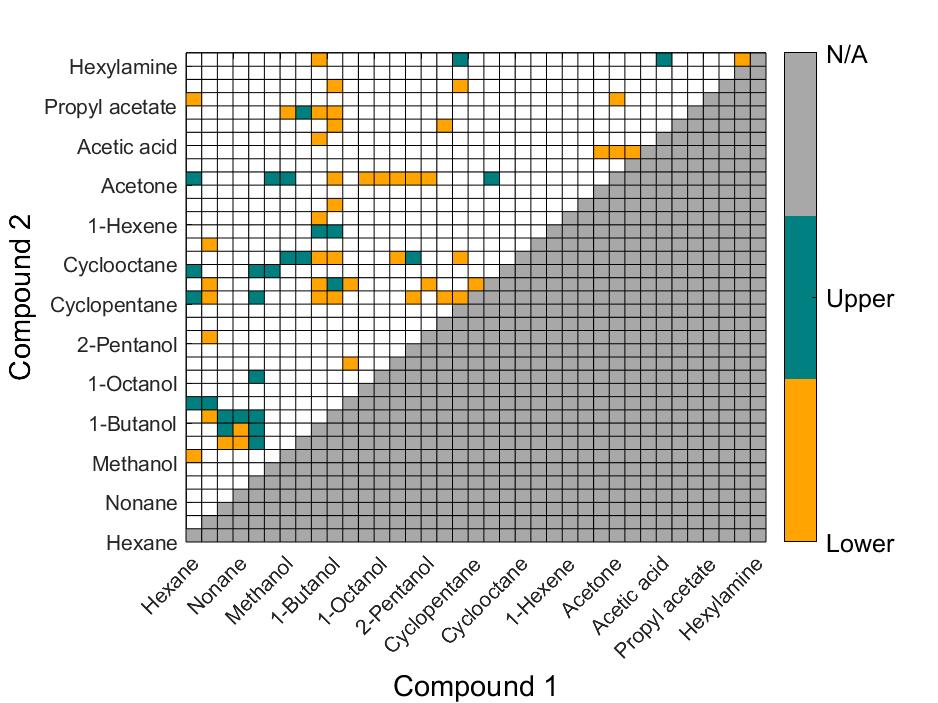 Hexylamine
Propyl acetate
Acetic acid
Acetone
1-Hexene
Cyclooctane
Cyclopentane
2-Pentanol
1-Octanol
1-Butanol
Methanol
Nonane
Hexane
Compound 2
Hexane
Nonane
Methanol
1-Butanol
1-Octanol
2-Pentanol
Cyclopentane
Cyclooctane
1-Hexene
Acetone
Acetic acid
Propyl acetate
Hexylamine
Compound 1
N/A
Upper
Lower